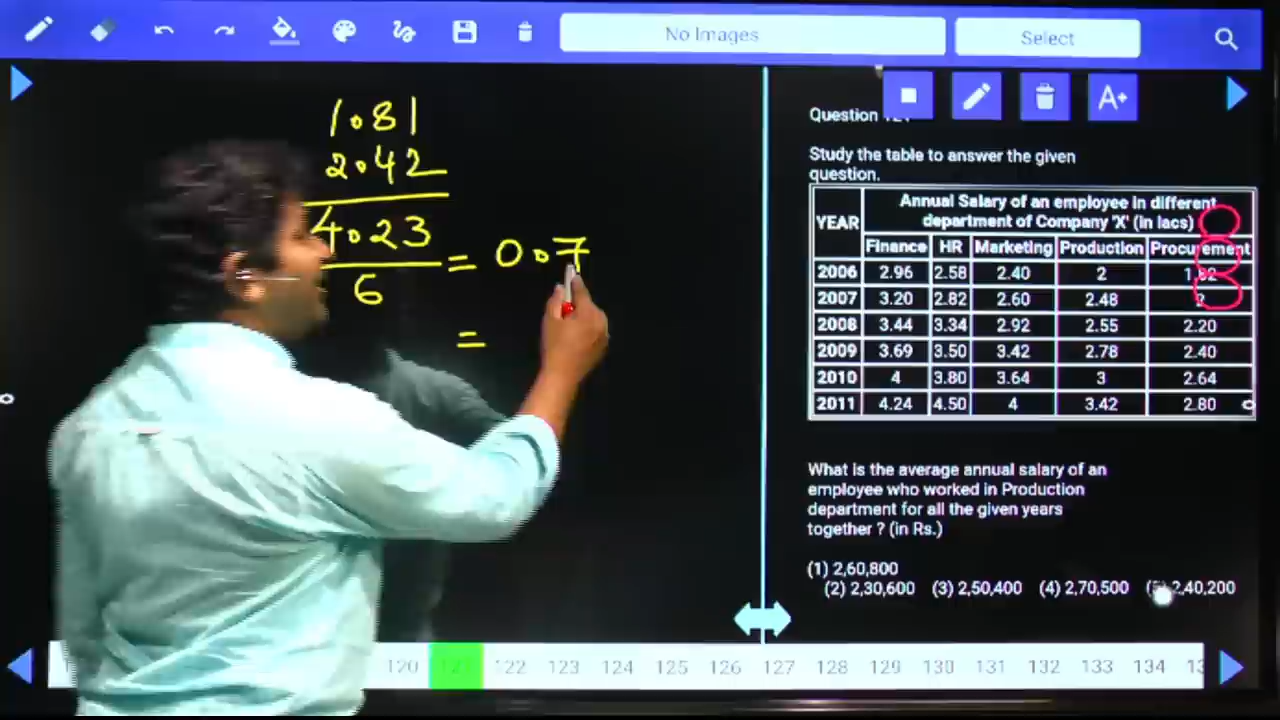 No Images
Select
A+
1.81
2.42
4.23
6
= 0.7
=
Question
Study the table to answer the given
question.
YEAR
Annual Salary of an employee in different
department of Company 'X' (in lacs)
Finance HR Marketing Production Procurement
2006 2.96 2.58 2.40 2
2007 3.20 2.82 2.60 2.48
2008 3.44 3.34 2.92 2.55 2.20
2009 3.69 3.50 3.42 2.78 2.40
2010 4 3.80 3.64 3 2.64
2011 4.24 4.50 4 3.42 2.80
What is the average annual salary of an
employee who worked in Production
department for all the given years
together ? (in Rs.)
(1) 2,60,800
(2) 2,30,600 (3) 2,50,400 (4) 2,70,500 (5) 2,40,200
120 121 122 123 124 125 126 127 128 129 130 131 132 133 134